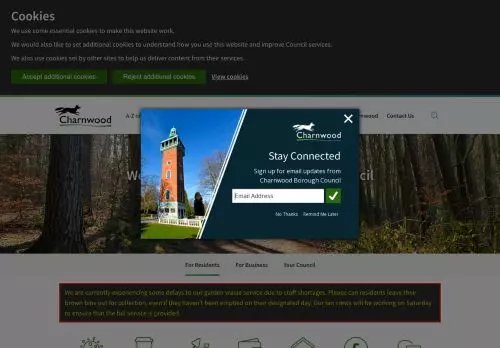 Cookies
We use some essential cookies to make this website work.
We would also like to set additional cookies to understand how you use this website and improve Council services.
We also use cookies set by other sites to help us deliver content from their services.
Accept additional cookies Reject additional cookies View cookies
Charnwood
A-Z of
Contact Us
Charnwood
Stay Connected
Sign up for email updates from
Charnwood Borough Council
Email Address
No Thanks Remind Me Later
For Residents For Business Your Council
We are currently experiencing some delays to our garden waste service due to staff shortages. Please can residents leave their
brown bins out for collection, even if they haven't been emptied on their designated day. Our bin crews will be working on Saturday
to ensure that the full service is provided.